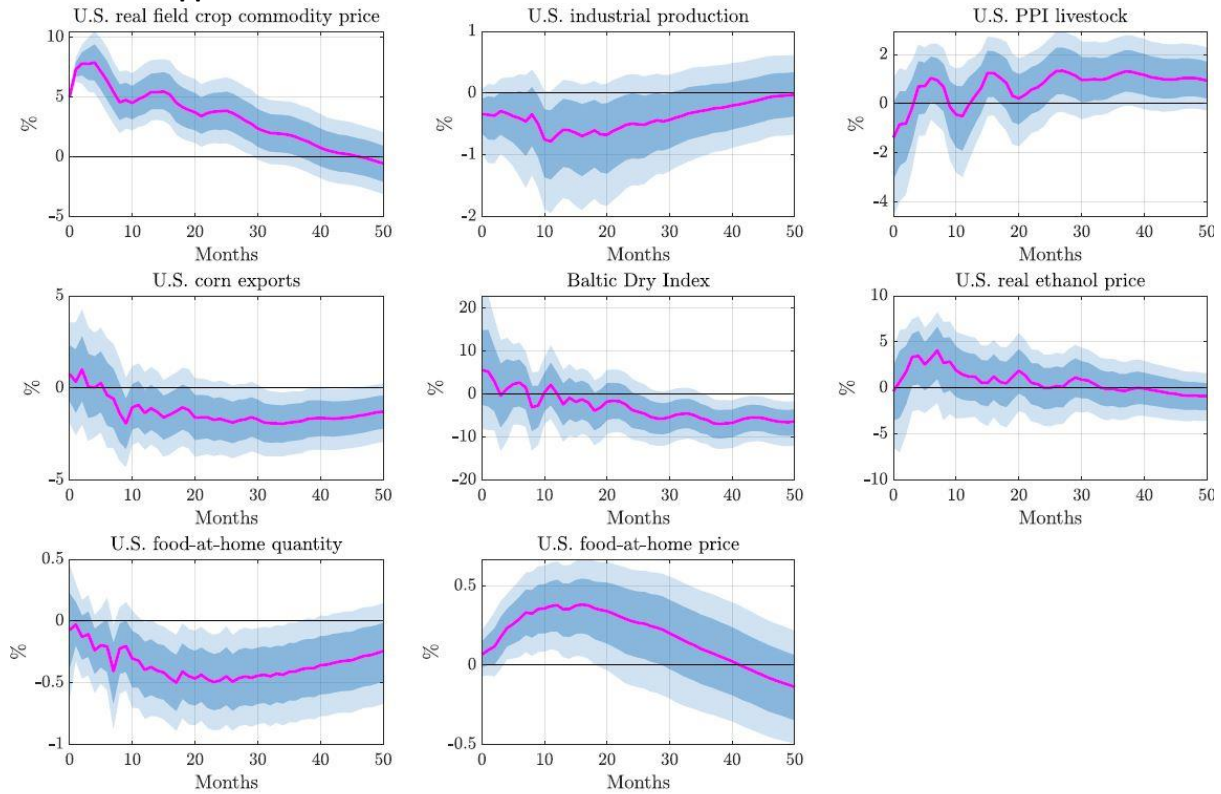 U.S. real field crop commodity price
10
5
0
-5
%
0 10 20 30 40 50
Months
U.S. industrial production
1
0
-1
-2
%
0 10 20 30 40 50
Months
U.S. PPI livestock
2
0
-2
-4
%
0 10 20 30 40 50
Months
U.S. corn exports
5
0
-5
%
0 10 20 30 40 50
Months
Baltic Dry Index
20
10
0
-10
-20
%
0 10 20 30 40 50
Months
U.S. real ethanol price
10
5
0
-5
-10
%
0 10 20 30 40 50
Months
U.S. food-at-home quantity
0.5
0
-0.5
-1
%
0 10 20 30 40 50
Months
U.S. food-at-home price
0.5
0
-0.5
%
0 10 20 30 40 50
Months